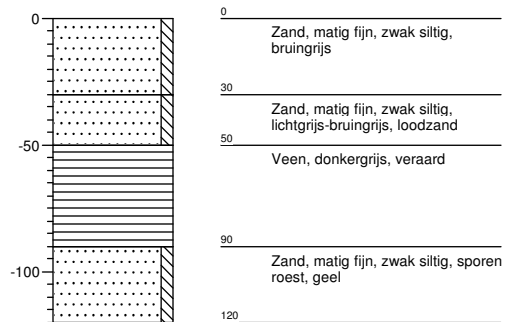 0
0
Zand, matig fijn, zwak siltig,
bruingrijs
30
Zand, matig fijn, zwak siltig,
lichtgrijs-bruingrijs, loodzand
-50
50
Veen, donkergrijs, veraard
90
Zand, matig fijn, zwak siltig, sporen
roest, geel
-100
120